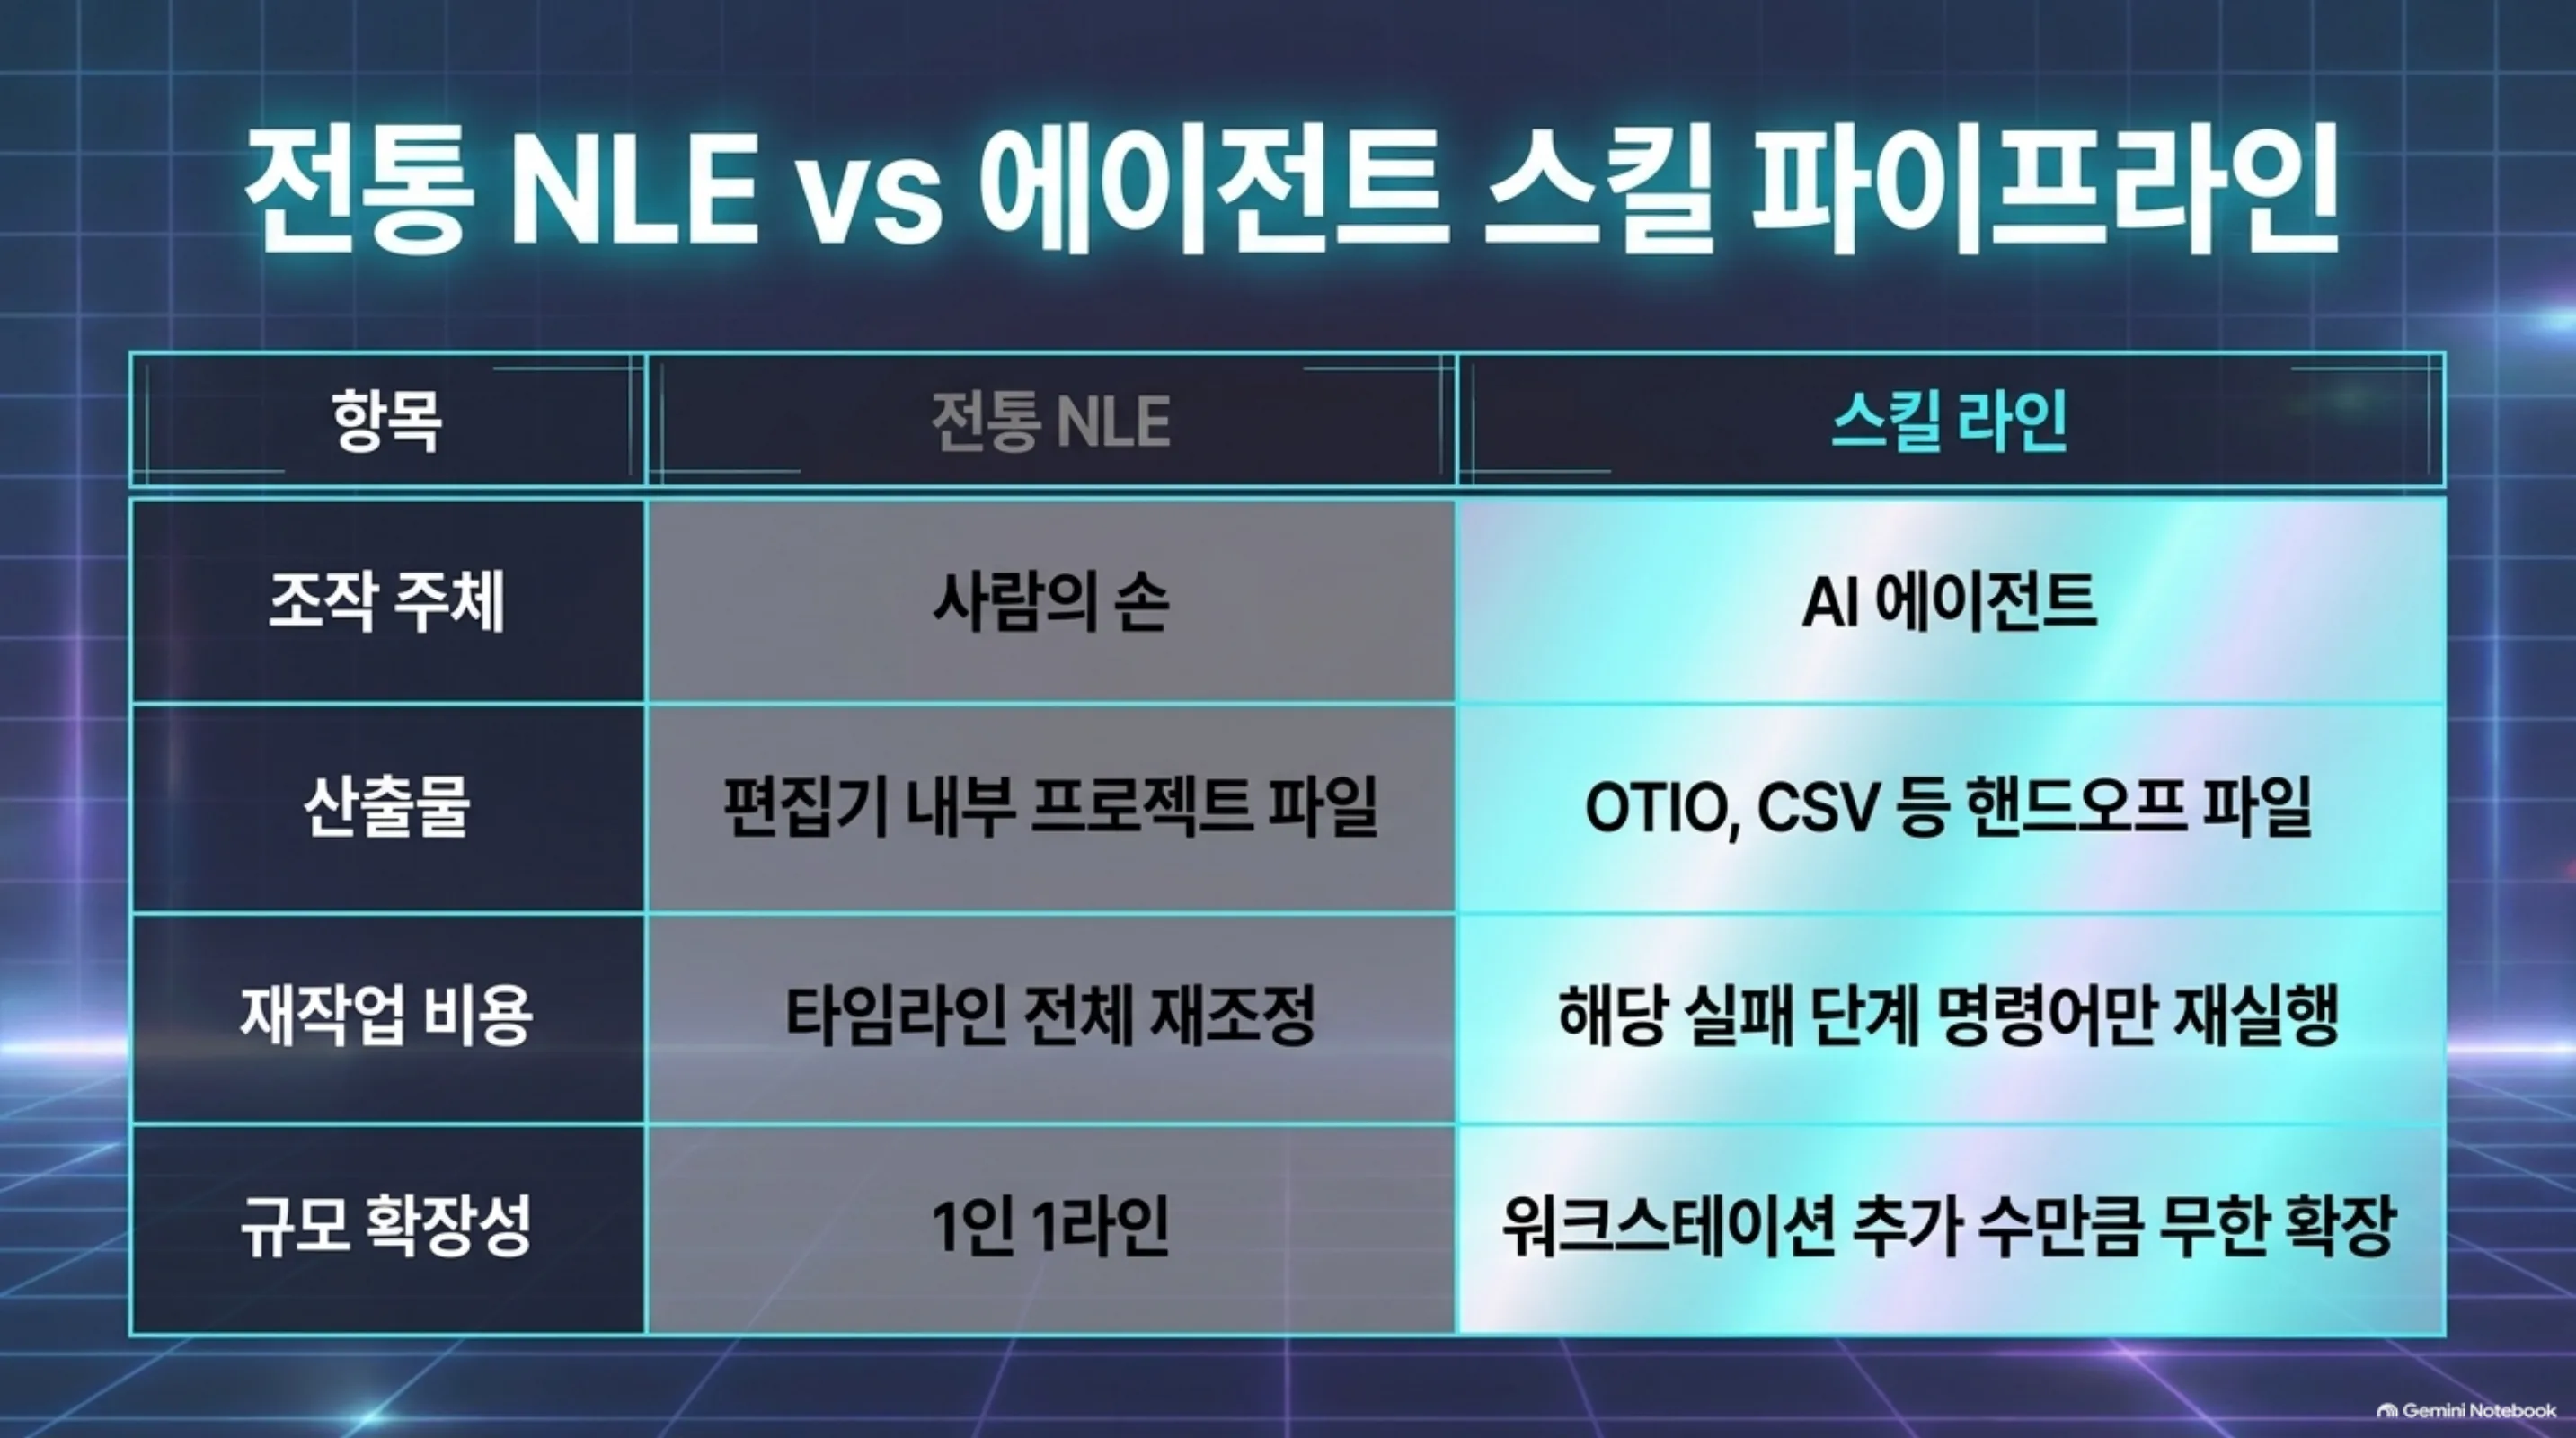 전통 NLE vs 에이전트 스킬 파이프라인
항목
전통 NLE
스킬 라인
조작 주체
사람의 손
AI 에이전트
산출물
편집기 내부 프로젝트 파일
OTIO, CSV 등 핸드오프 파일
재작업 비용
타임라인 전체 재조정
해당 실패 단계 명령어만 재실행
규모 확장성
1인 1라인
워크스테이션 추가 수만큼 무한 확장
Gemini Notebook